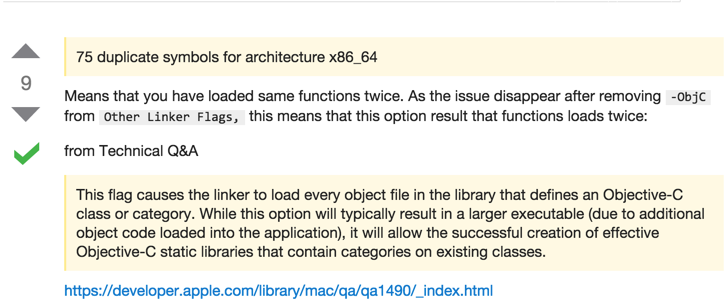 75 duplicate symbols for architecture x86_64
9
Means that you have loaded same functions twice. As the issue disappear after removing -ObjC
from Other Linker Flags, this means that this option result that functions loads twice:
from Technical Q&A
This flag causes the linker to load every object file in the library that defines an Objective-C
class or category. While this option will typically result in a larger executable (due to additional
object code loaded into the application), it will allow the successful creation of effective
Objective-C static libraries that contain categories on existing classes.
https://developer.apple.com/library/mac/qa/qa1490/_index.html